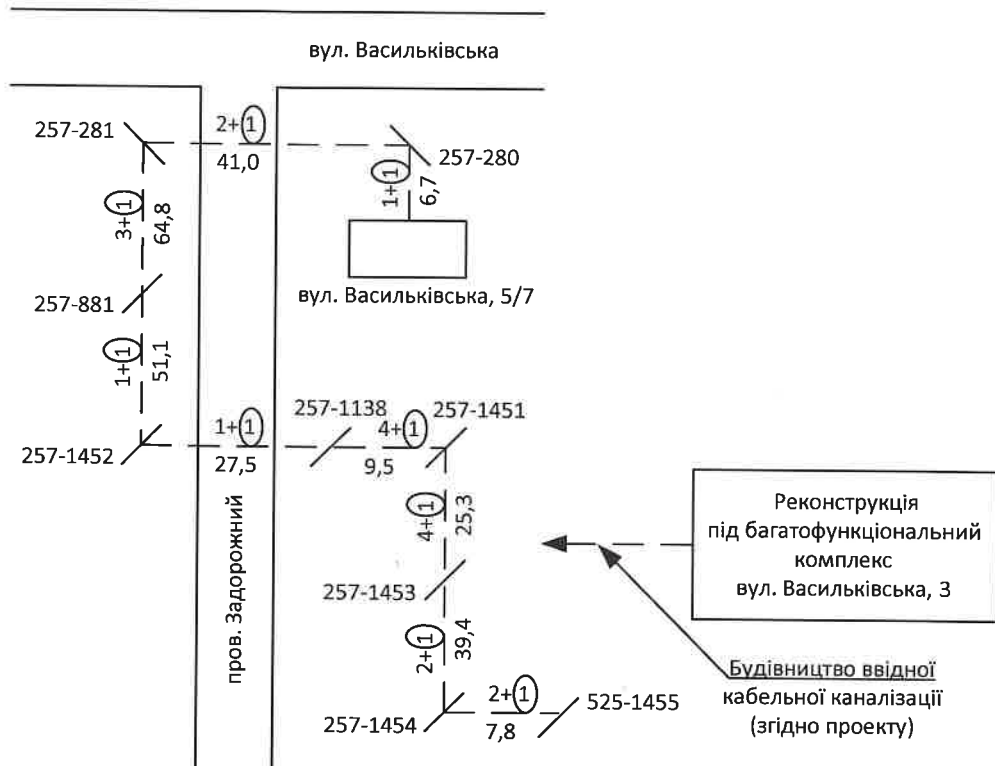 вул. Васильківська
257-281
2+1
41,0
257-280
1+1
6,7
3+1
64,8
вул. Васильківська, 5/7
257-881
1+1
51,1
257-1138
257-1451
1+1
4+1
257-1452
27,5
9,5
4+1
25,3
пров. Задорожний
257-1453
Реконструкція
під багатофункціональний
комплекс
вул. Васильківська, 3
2+1
39,4
Будівництво ввідної
кабельної каналізації
(згідно проекту)
2+1
525-1455
257-1454
7,8